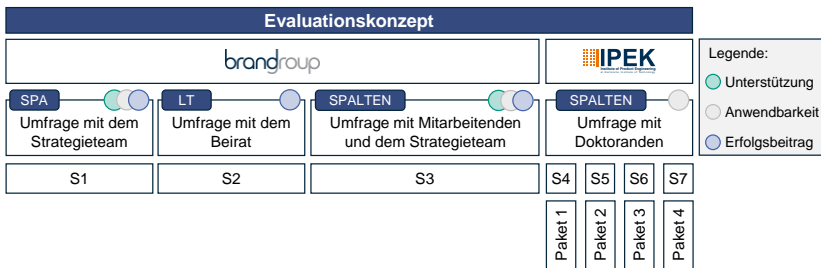 Evaluationskonzept
brandgroup
IPEK
Institute of Product Engineering
SPA
Umfrage mit dem
Strategieteam
LT
Umfrage mit dem
Beirat
SPALTEN
Umfrage mit Mitarbeitenden
und dem Strategieteam
SPALTEN
Umfrage mit
Doktoranden
S1
S2
S3
S4
S5
S6
S7
Paket 1
Paket 2
Paket 3
Paket 4
Legende:
Unterstützung
Anwendbarkeit
Erfolgsbeitrag